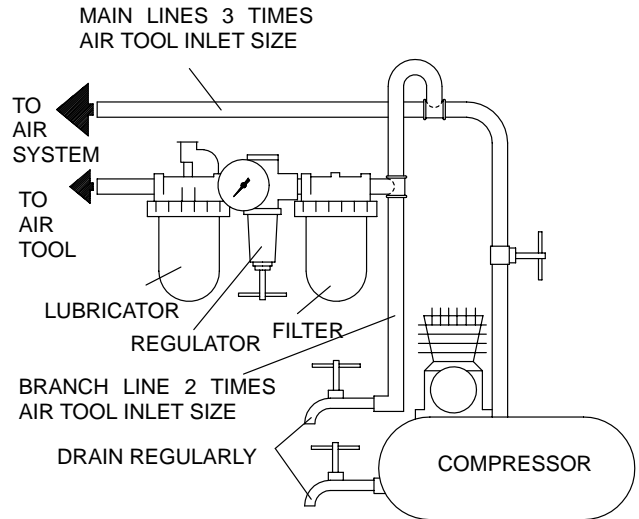 MAIN LINES 3 TIMES
AIR TOOL INLET SIZE
TO
AIR
SYSTEM
TO
AIR
TOOL
LUBRICATOR
REGULATOR
FILTER
BRANCH LINE 2 TIMES
AIR TOOL INLET SIZE
DRAIN REGULARLY
COMPRESSOR